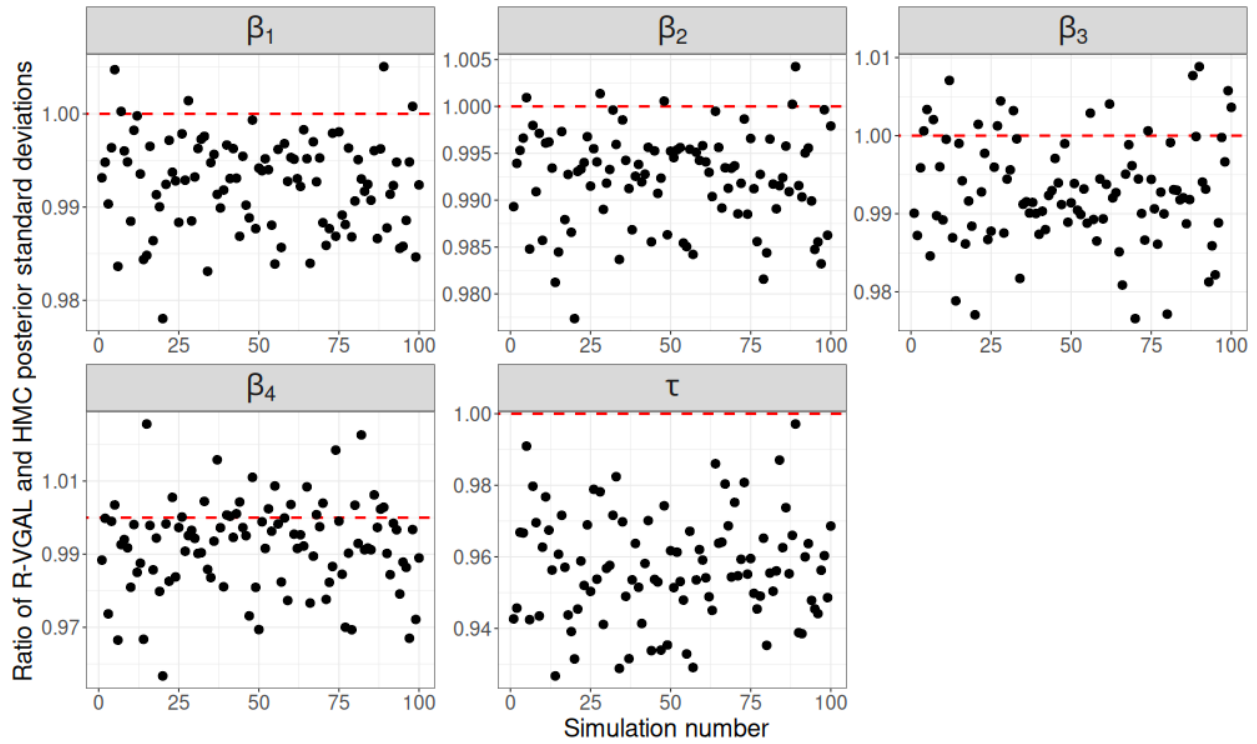 Ratio of R-VGAL and HMC posterior standard deviations
β₁
1.00
0.99
0.98
0 25 50 75 100
β₂
1.005
1.000
0.995
0.990
0.985
0.980
0 25 50 75 100
β₃
1.01
1.00
0.99
0.98
0 25 50 75 100
β₄
1.01
0.99
0.97
0 25 50 75 100
τ
1.00
0.98
0.96
0.94
0 25 50 75 100
Simulation number